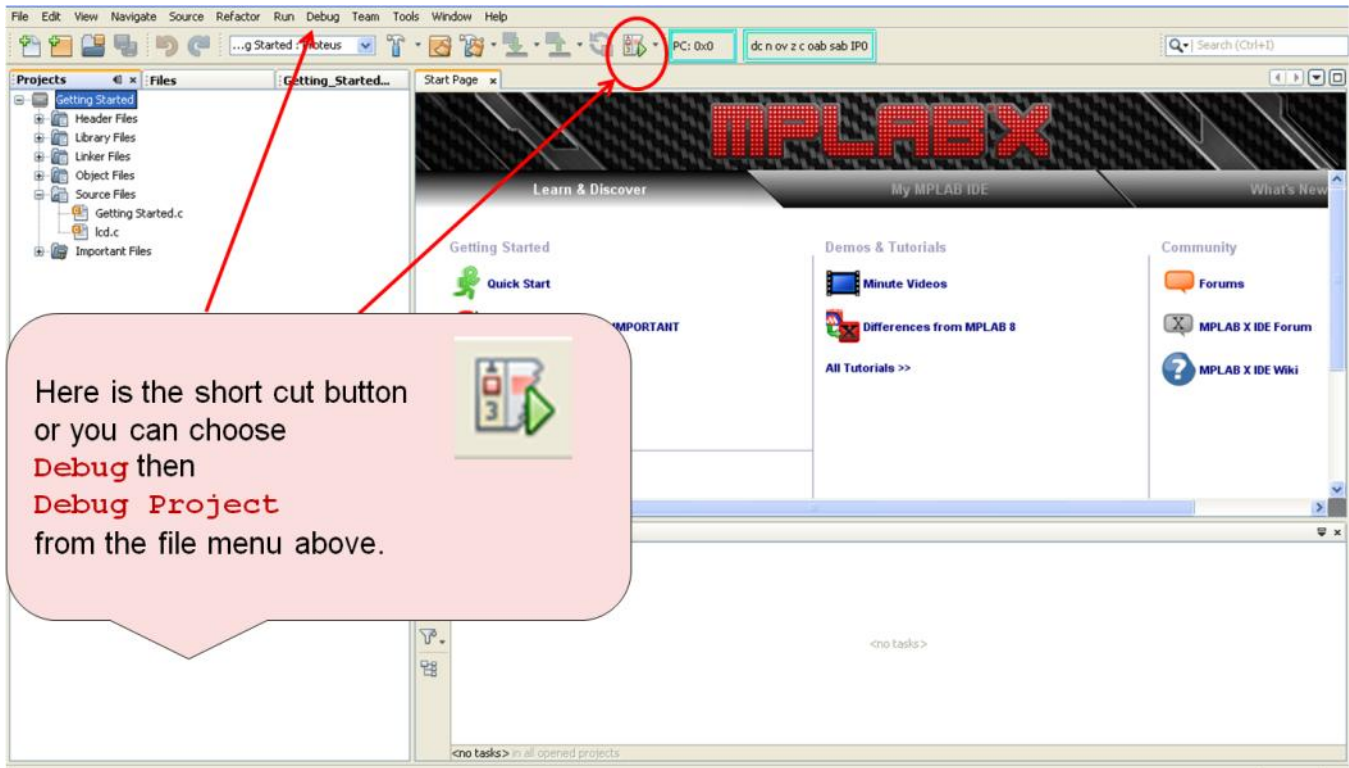 File Edit View Navigate Source Refactor Run Debug Team Tools Window Help
...g Started : Proteus
PC: 0x0
dc n ov z c oab sab IP0
Search (Ctrl+I)
Projects
Files
Getting_Started...
Start Page
Getting Started
Header Files
Library Files
Linker Files
Object Files
Source Files
Getting Started.c
lcd.c
Important Files
MPLAB X
Learn & Discover
My MPLAB IDE
What's New
Getting Started
Quick Start
IMPORTANT
Demos & Tutorials
Minute Videos
Differences from MPLAB 8
All Tutorials >>
Community
Forums
MPLAB X IDE Forum
MPLAB X IDE Wiki
Here is the short cut button
or you can choose
Debug then
Debug Project
from the file menu above.
3
<no tasks>
<no tasks> in all opened projects